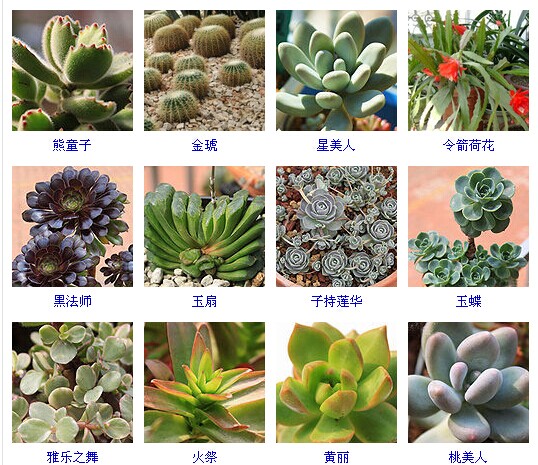 熊童子
金琥
星美人
令箭荷花
黑法师
玉扇
子持莲华
玉蝶
雅乐之舞
火祭
黄丽
桃美人